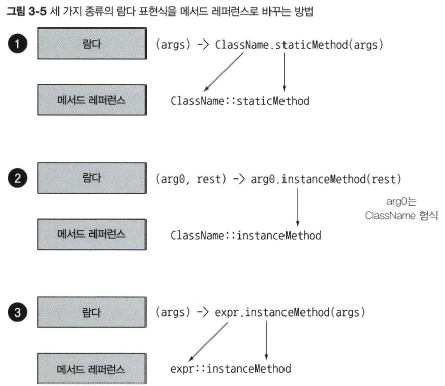 그림 3-5 세 가지 종류의 람다 표현식을 메서드 레퍼런스로 바꾸는 방법
1 람다 (args) -> ClassName.staticMethod(args)
메서드 레퍼런스 ClassName::staticMethod
2 람다 (arg0, rest) -> arg0.instanceMethod(rest)
arg0는
ClassName 형식
메서드 레퍼런스 ClassName::instanceMethod
3 람다 (args) -> expr.instanceMethod(args)
메서드 레퍼런스 expr::instanceMethod